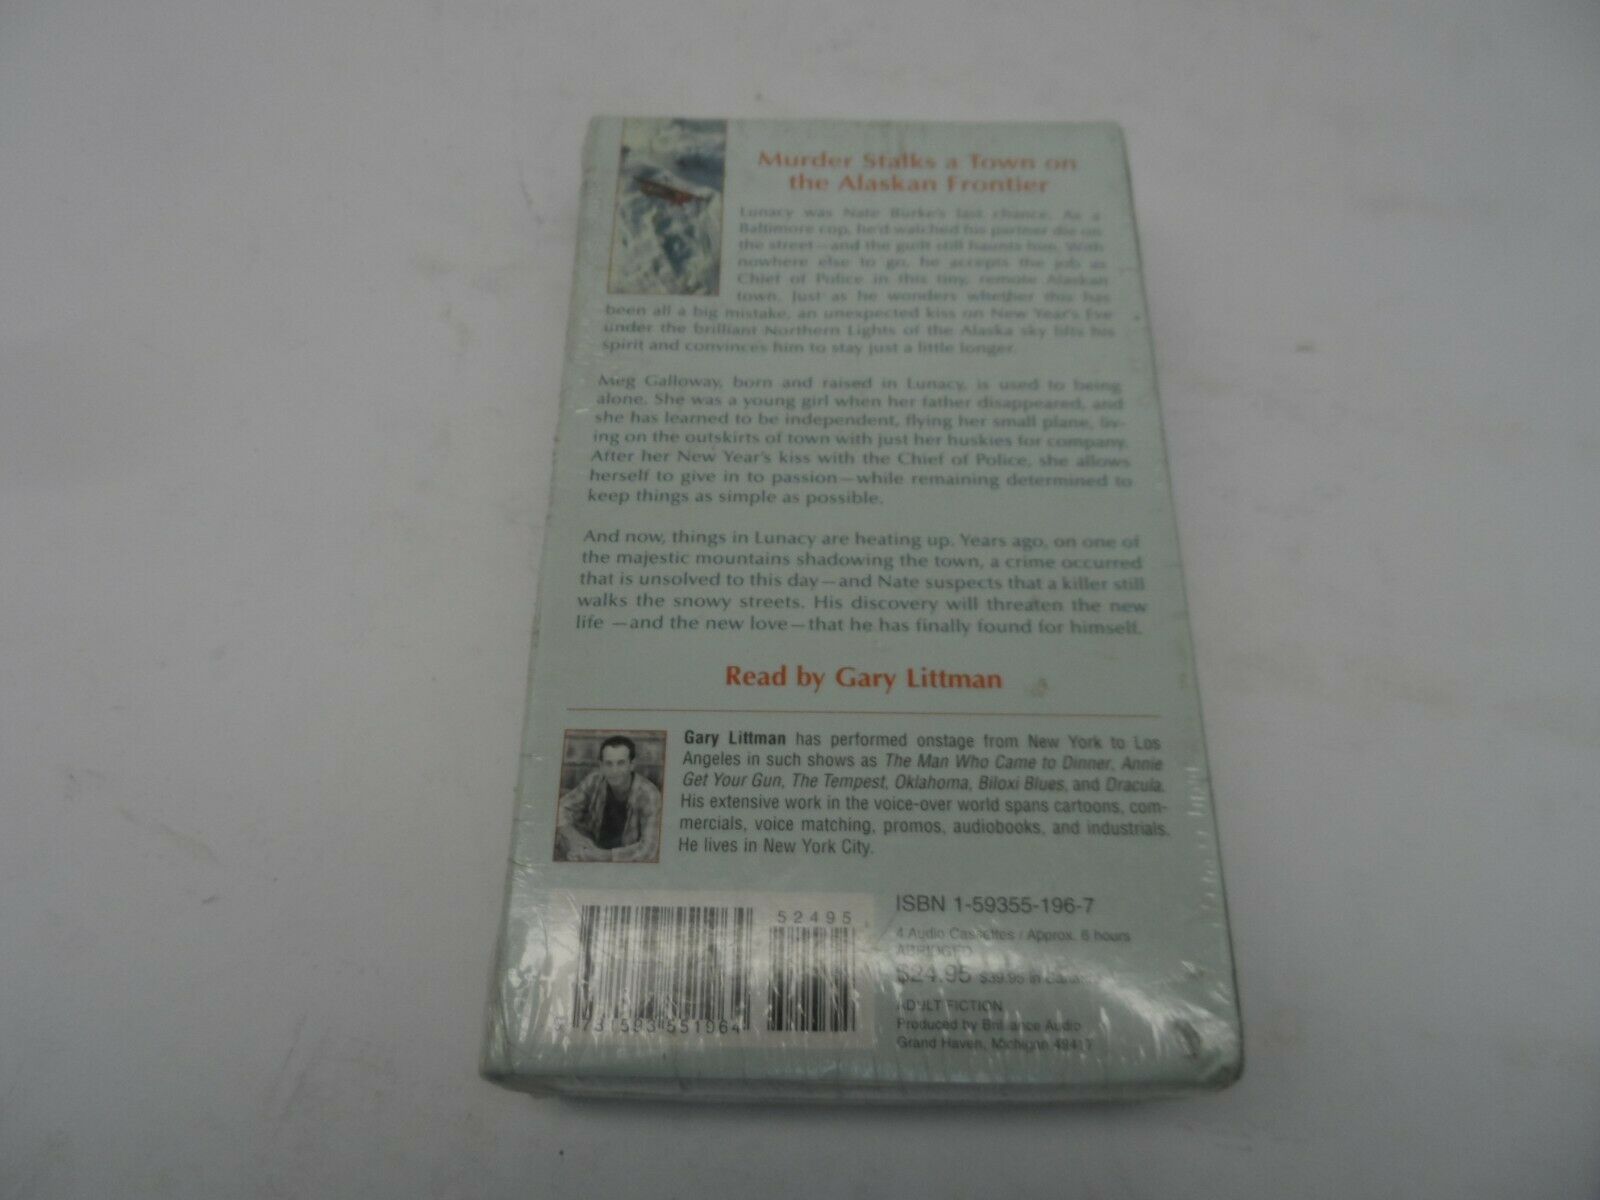 Murder Stalks a Town on
the Alaskan Frontier
Lunacy was Nate Burke's last chance. As a
Baltimore cop, he'd watched his partner die on
the street—and the guilt still haunts him. With
nowhere else to go, he accepts the job as
Chief of Police in this tiny, remote Alaskan
town. Just as he wonders whether this has
been all a big mistake, an unexpected kiss on New Year's Eve
under the brilliant Northern Lights of the Alaska sky lifts his
spirit and convinces him to stay just a little longer.
Meg Galloway, born and raised in Lunacy, is used to being
alone. She was a young girl when her father disappeared, and
she has learned to be independent, flying her small plane, liv-
ing on the outskirts of town with just her huskies for company.
After her New Year's kiss with the Chief of Police, she allows
herself to give in to passion—while remaining determined to
keep things as simple as possible.
And now, things in Lunacy are heating up. Years ago, on one of
the majestic mountains shadowing the town, a crime occurred
that is unsolved to this day—and Nate suspects that a killer still
walks the snowy streets. His discovery will threaten the new
life —and the new love—that he has finally found for himself.
Read by Gary Littman
Gary Littman has performed onstage from New York to Los
Angeles in such shows as The Man Who Came to Dinner, Annie
Get Your Gun, The Tempest, Oklahoma, Biloxi Blues, and Dracula.
His extensive work in the voice-over world spans cartoons, com-
mercials, voice matching, promos, audiobooks, and industrials.
He lives in New York City.
52495
9 781593 551964
ISBN 1-59355-196-7
4 Audio Cassettes / Approx. 6 hours
ABRIDGED
$24.95 $39.95 in Canada
ADULT FICTION
Produced by Brilliance Audio
Grand Haven, Michigan 49417